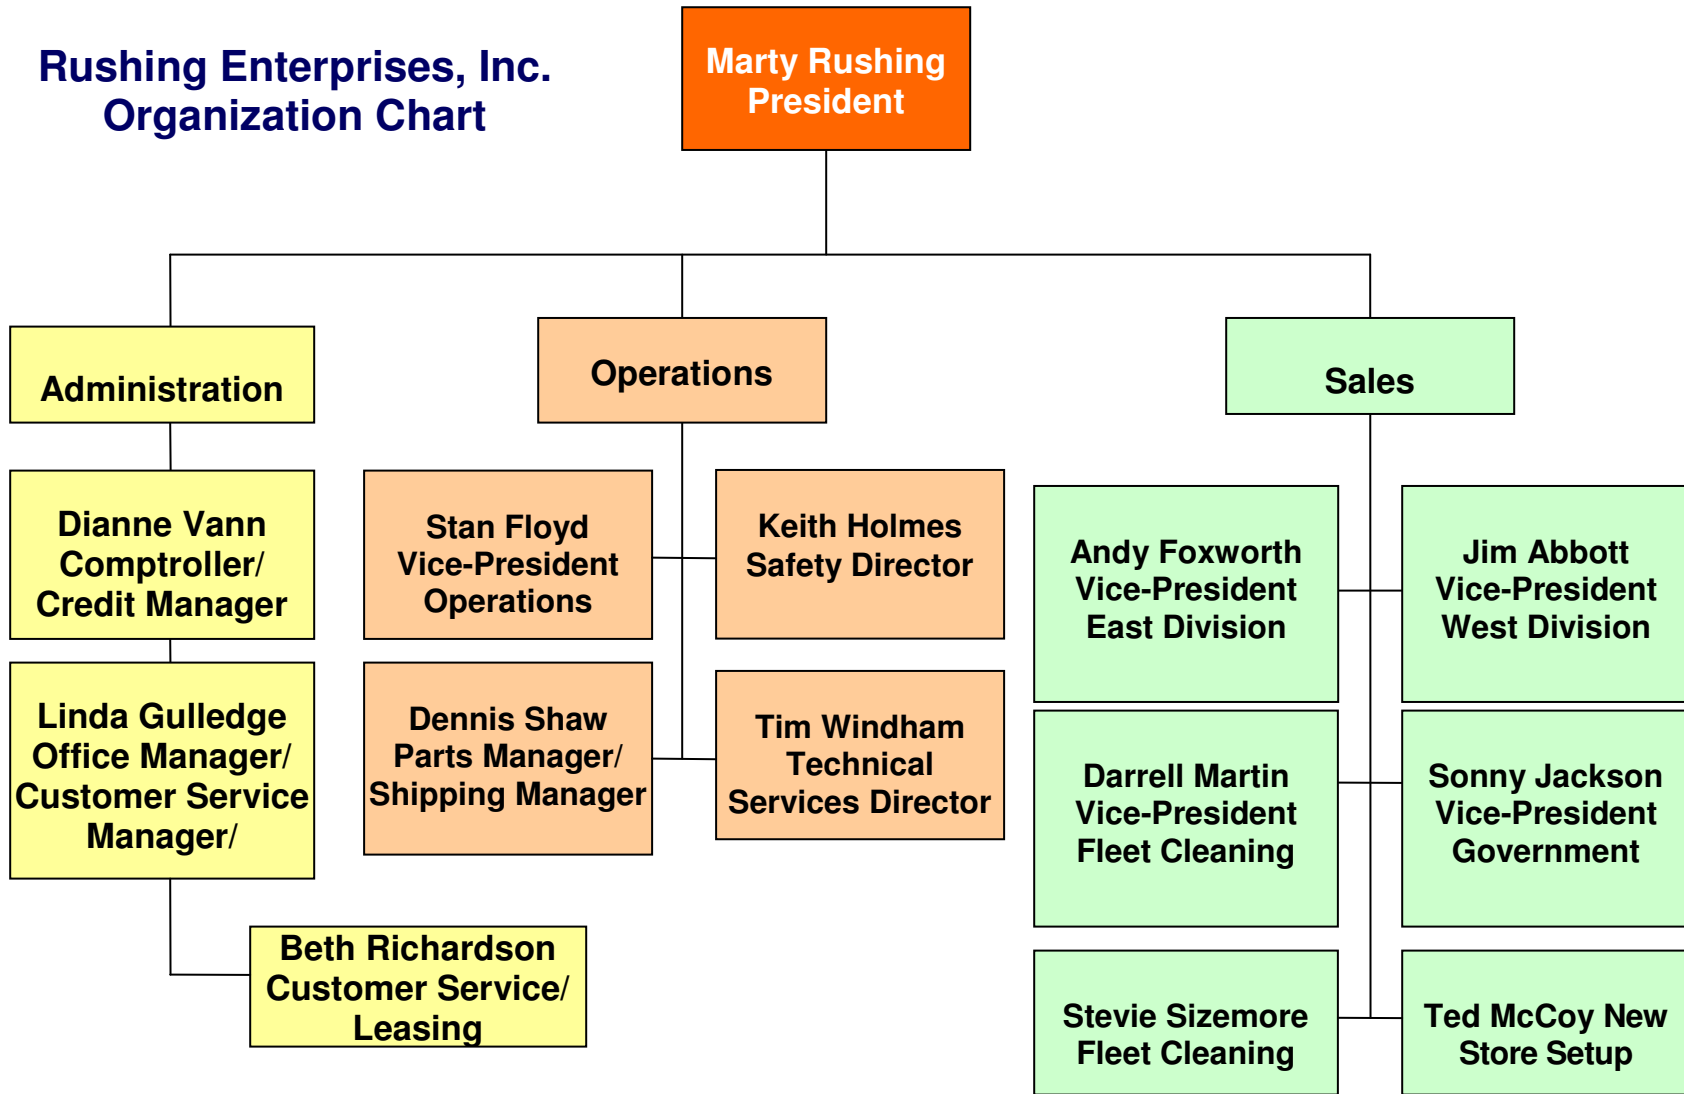 Rushing Enterprises, Inc.
Organization Chart
Marty Rushing
President
Administration
Operations
Sales
Dianne Vann
Comptroller/
Credit Manager
Linda Gulledge
Office Manager/
Customer Service
Manager/
Beth Richardson
Customer Service/
Leasing
Stan Floyd
Vice-President
Operations
Keith Holmes
Safety Director
Dennis Shaw
Parts Manager/
Shipping Manager
Tim Windham
Technical
Services Director
Andy Foxworth
Vice-President
East Division
Jim Abbott
Vice-President
West Division
Darrell Martin
Vice-President
Fleet Cleaning
Sonny Jackson
Vice-President
Government
Stevie Sizemore
Fleet Cleaning
Ted McCoy New
Store Setup